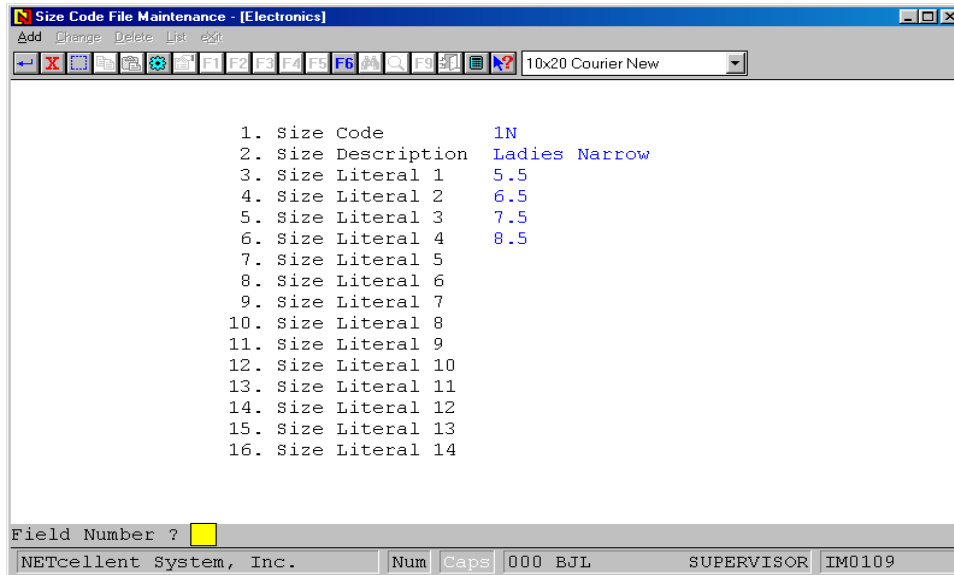 Size Code File Maintenance - [Electronics]
Add Change Delete List eXit
F1 F2 F3 F4 F5 F6 F9 10x20 Courier New
1. Size Code 1N
2. Size Description Ladies Narrow
3. Size Literal 1 5.5
4. Size Literal 2 6.5
5. Size Literal 3 7.5
6. Size Literal 4 8.5
7. Size Literal 5
8. Size Literal 6
9. Size Literal 7
10. Size Literal 8
11. Size Literal 9
12. Size Literal 10
13. Size Literal 11
14. Size Literal 12
15. Size Literal 13
16. Size Literal 14
Field Number ?
NETcellent System, Inc. Num Caps 000 BJL SUPERVISOR IM0109